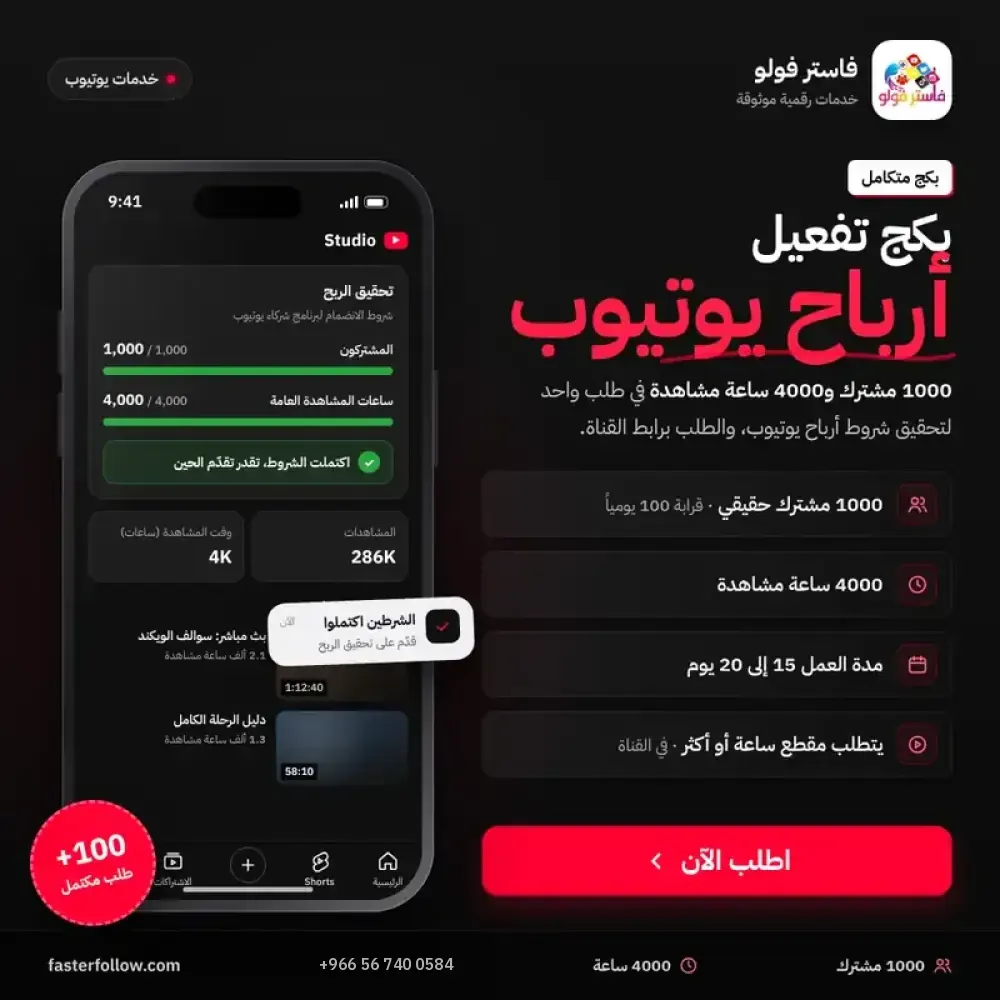 فاستر فولو
فاستر فولو
خدمات رقمية موثوقة
خدمات يوتيوب
بكج متكامل
بكج تفعيل
أرباح يوتيوب
1000 مشترك و4000 ساعة مشاهدة في طلب واحد
لتحقيق شروط أرباح يوتيوب، والطلب برابط القناة.
1000 مشترك حقيقي · قرابة 100 يومياً
4000 ساعة مشاهدة
مدة العمل 15 إلى 20 يوم
يتطلب مقطع ساعة أو أكثر · في القناة
اطلب الآن
9:41
Studio
تحقيق الربح
شروط الانضمام لبرنامج شركاء يوتيوب
المشتركون 1,000 / 1,000
ساعات المشاهدة العامة 4,000 / 4,000
اكتملت الشروط، تقدر تقدّم الحين
المشاهدات
286K
وقت المشاهدة (ساعات)
4K
الشرطين اكتملوا الآن
قدّم على تحقيق الربح
بث مباشر: سوالف الويكند
2.1 ألف ساعة مشاهدة
1:12:40
دليل الرحلة الكامل
1.3 ألف ساعة مشاهدة
58:10
الرئيسية
Shorts
الاشتراكات
+100
طلب مكتمل
1000 مشترك
4000 ساعة
+966 56 740 0584
fasterfollow.com